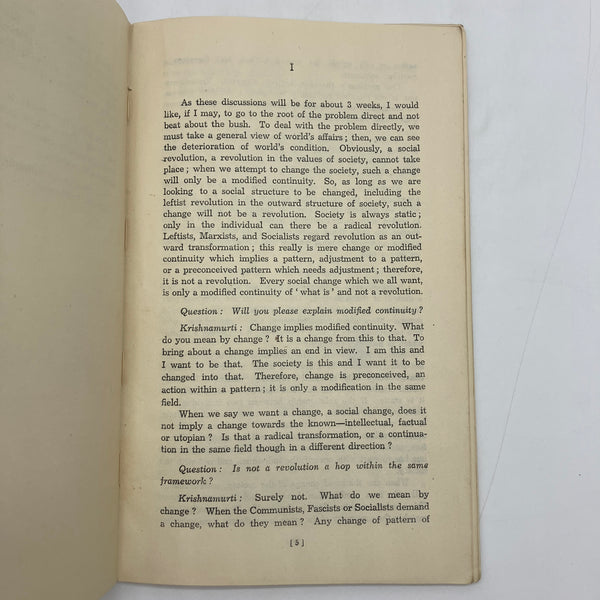 I
As these discussions will be for about 3 weeks, I would
like, if I may, to go to the root of the problem direct and not
beat about the bush. To deal with the problem directly, we
must take a general view of world's affairs; then, we can see
the deterioration of world's condition. Obviously, a social
revolution, a revolution in the values of society, cannot take
place; when we attempt to change the society, such a change
will only be a modified continuity. So, as long as we are
looking to a social structure to be changed, including the
leftist revolution in the outward structure of society, such a
change will not be a revolution. Society is always static;
only in the individual can there be a radical revolution.
Leftists, Marxists, and Socialists regard revolution as an out-
ward transformation; this really is mere change or modified
continuity which implies a pattern, adjustment to a pattern,
or a preconceived pattern which needs adjustment; therefore,
it is not a revolution. Every social change which we all want,
is only a modified continuity of ' what is ' and not a revolution.
Question: Will you please explain modified continuity?
Krishnamurti: Change implies modified continuity. What
do you mean by change? It is a change from this to that. To
bring about a change implies an end in view. I am this and
I want to be that. The society is this and I want it to be
changed into that. Therefore, change is preconceived, an
action within a pattern; it is only a modification in the same
field.
When we say we want a change, a social change, does it
not imply a change towards the known—intellectual, factual
or utopian? Is that a radical transformation, or a continua-
tion in the same field though in a different direction?
Question: Is not a revolution a hop within the same
framework?
Krishnamurti: Surely not. What do we mean by
change? When the Communists, Fascists or Socialists demand
a change, what do they mean? Any change of pattern of
[ 5 ]